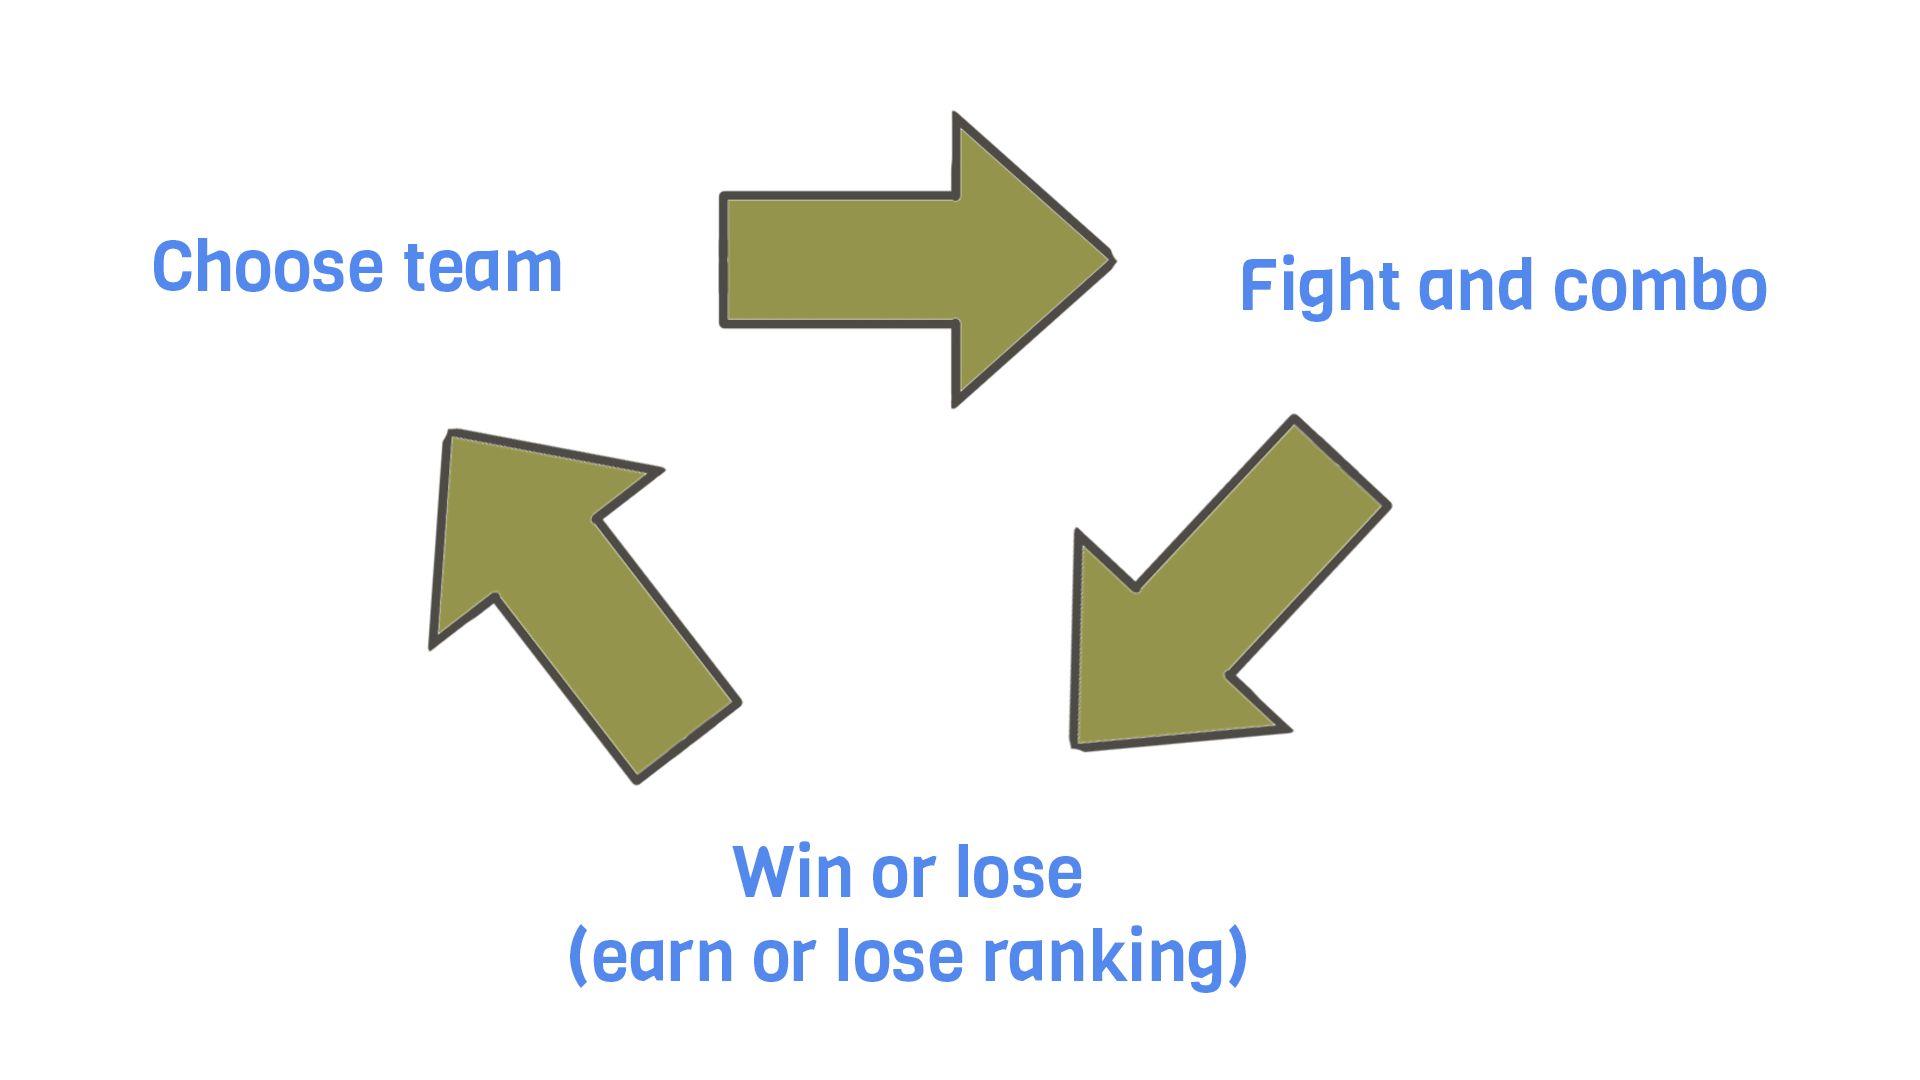 Choose team
Fight and combo
Win or lose
(earn or lose ranking)